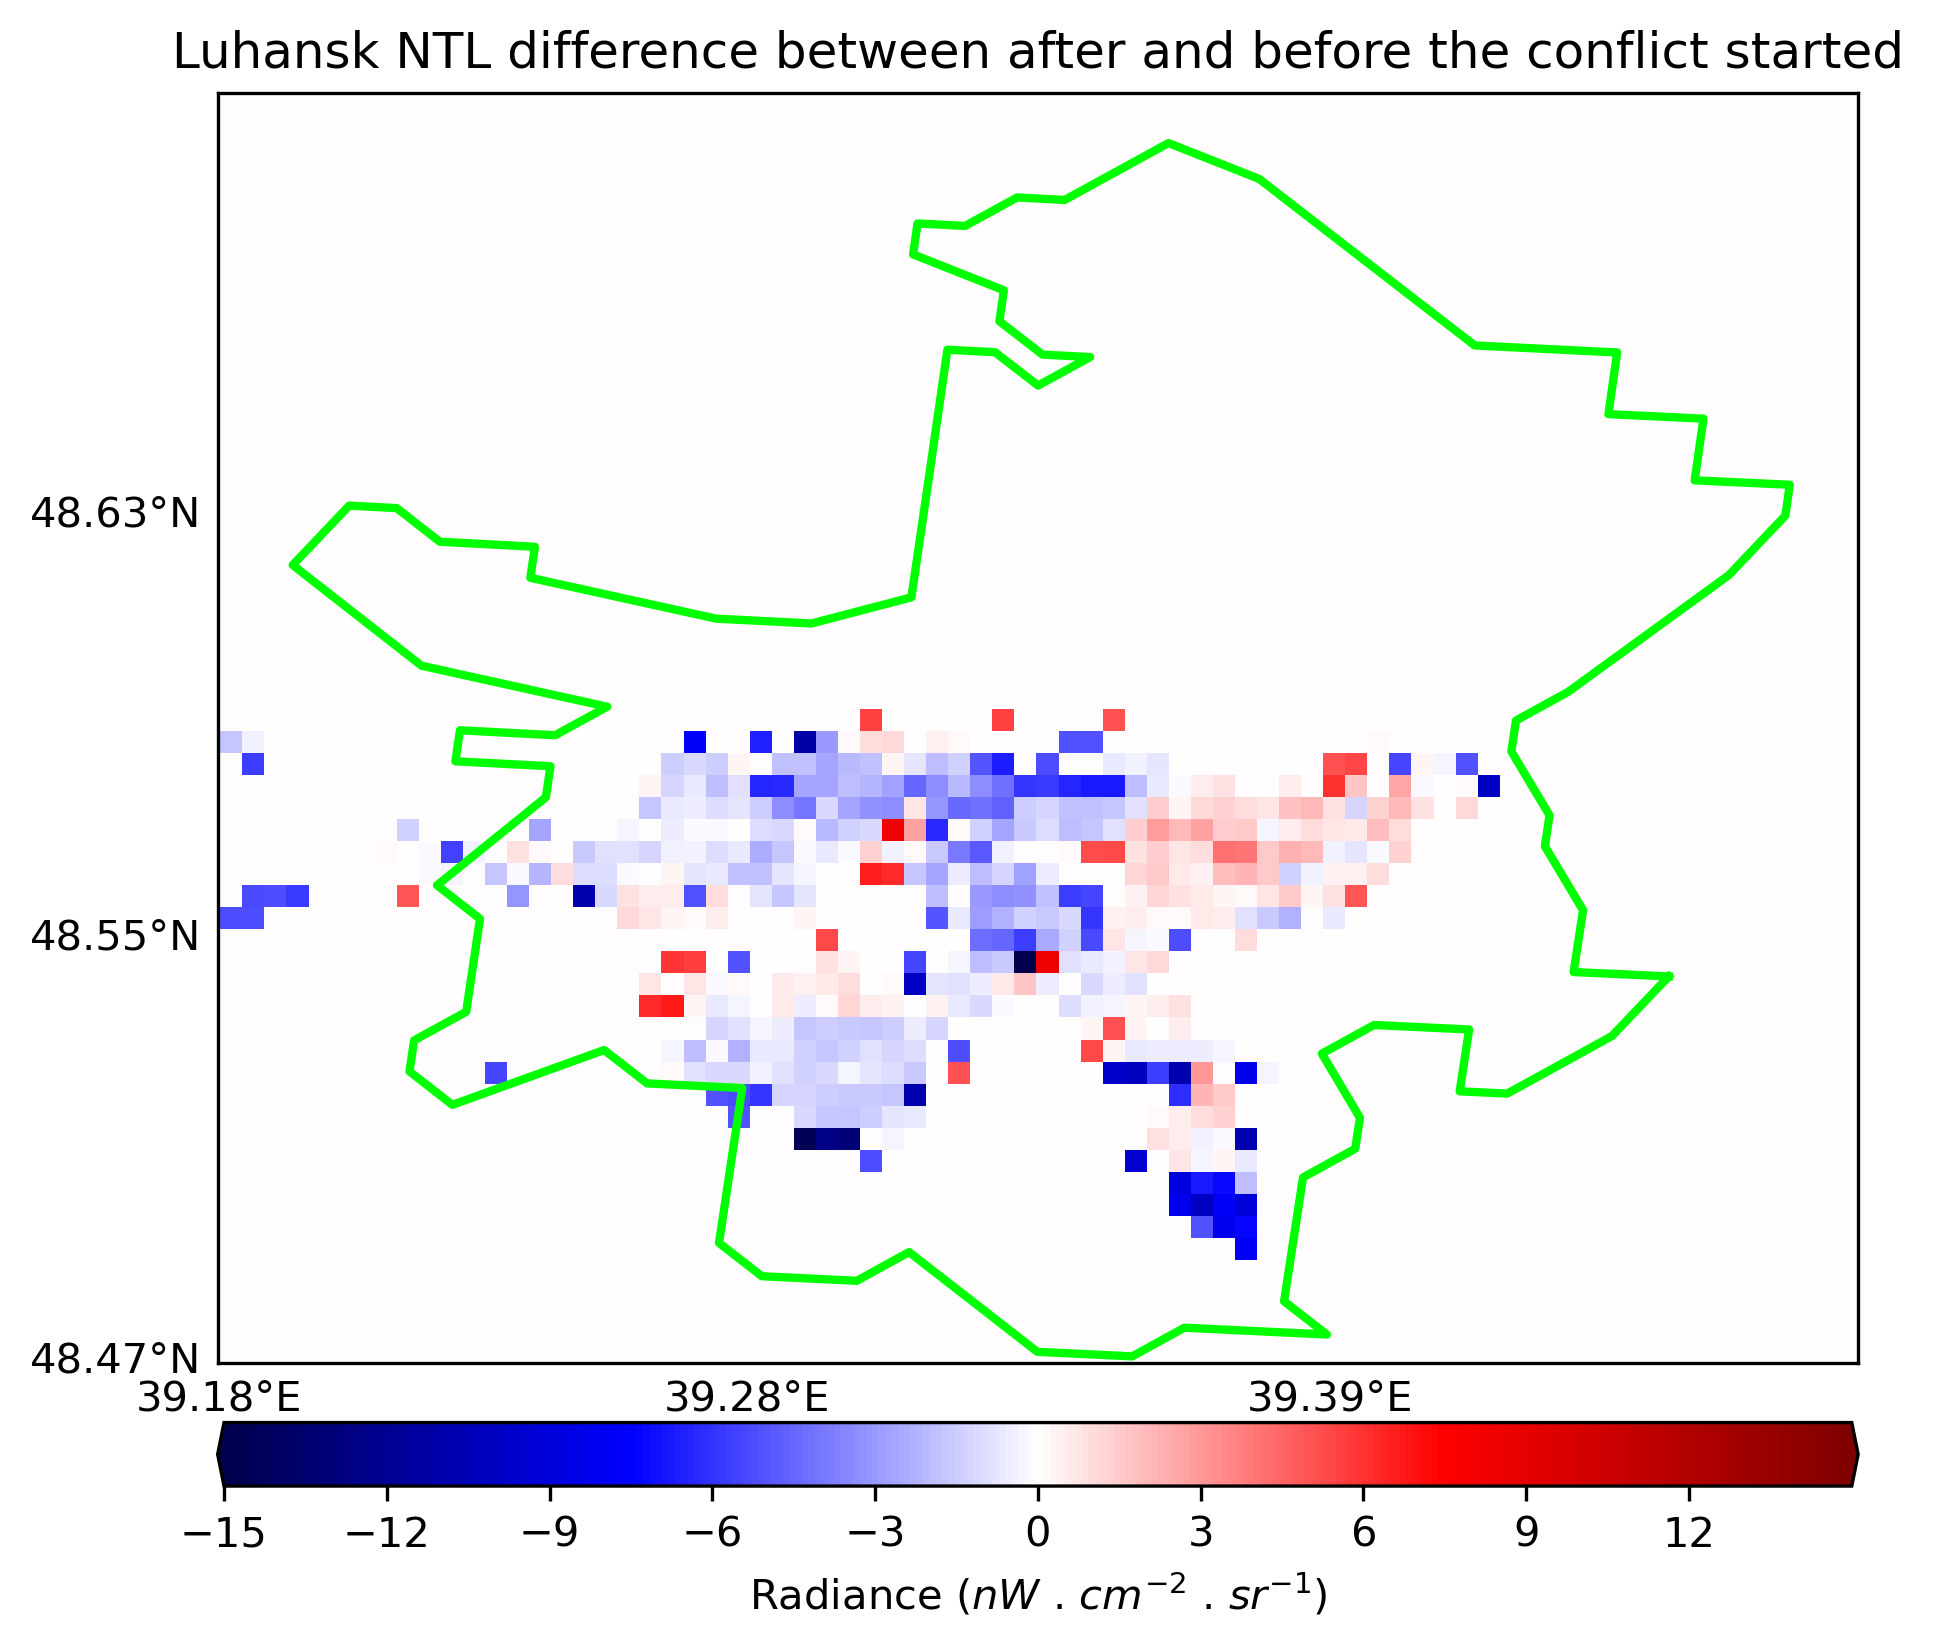 Luhansk NTL difference between after and before the conflict started
48.63°N
48.55°N
48.47°N
39.18°E 39.28°E 39.39°E
−15 −12 −9 −6 −3 0 3 6 9 12
Radiance (nW . cm⁻² . sr⁻¹)